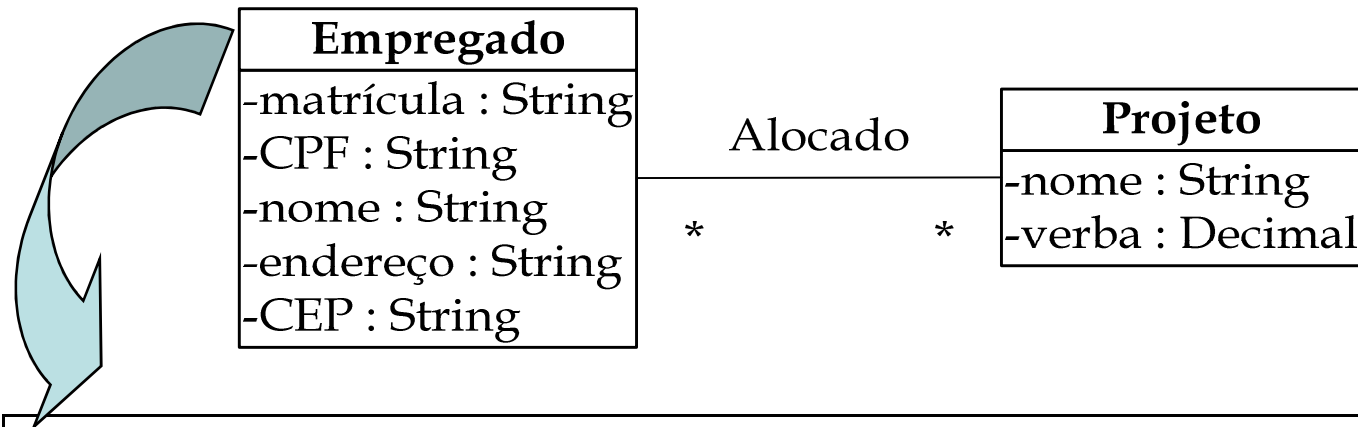 Empregado
-matrícula : String
-CPF : String
-nome : String
-endereço : String
-CEP : String
Alocado
* *
Projeto
-nome : String
-verba : Decimal